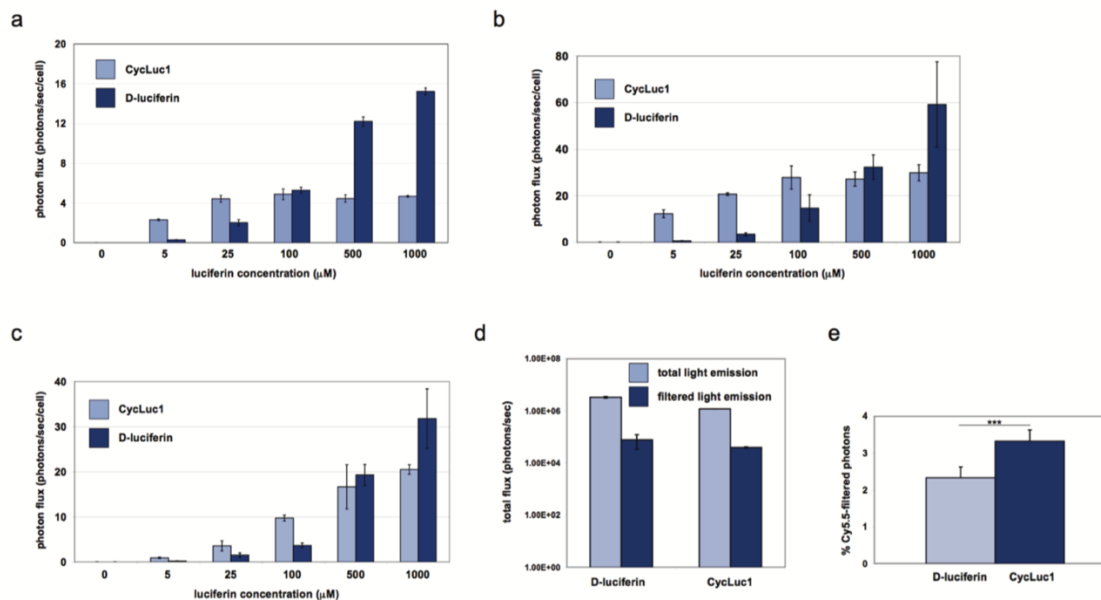 a
20
16
12
8
4
0
photon flux (photons/sec/cell)
CycLuc1
D-luciferin
0 5 25 100 500 1000
luciferin concentration (μM)
b
80
60
40
20
0
photon flux (photons/sec/cell)
CycLuc1
D-luciferin
0 5 25 100 500 1000
luciferin concentration (μM)
c
40
30
20
10
0
photon flux (photons/sec/cell)
CycLuc1
D-luciferin
0 5 25 100 500 1000
luciferin concentration (μM)
d
1.00E+08
1.00E+06
1.00E+04
1.00E+02
1.00E+00
total flux (photons/sec)
total light emission
filtered light emission
D-luciferin CycLuc1
e
4
3
2
1
0
% Cy5.5-filtered photons
***
D-luciferin CycLuc1